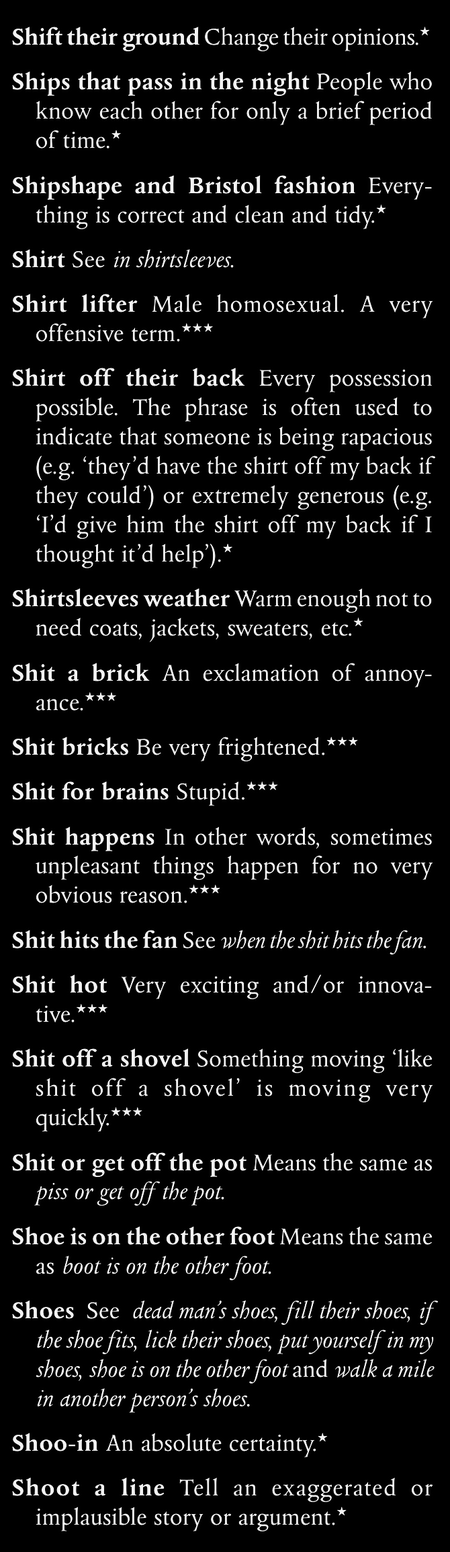 Shift their ground Change their opinions.★
Ships that pass in the night People who
know each other for only a brief period
of time.★
Shipshape and Bristol fashion Every-
thing is correct and clean and tidy.★
Shirt See in shirtsleeves.
Shirt lifter Male homosexual. A very
offensive term.★★★
Shirt off their back Every possession
possible. The phrase is often used to
indicate that someone is being rapacious
(e.g. ‘they’d have the shirt off my back if
they could’) or extremely generous (e.g.
‘I’d give him the shirt off my back if I
thought it’d help’).★
Shirtsleeves weather Warm enough not to
need coats, jackets, sweaters, etc.★
Shit a brick An exclamation of annoy-
ance.★★★
Shit bricks Be very frightened.★★★
Shit for brains Stupid.★★★
Shit happens In other words, sometimes
unpleasant things happen for no very
obvious reason.★★★
Shit hits the fan See when the shit hits the fan.
Shit hot Very exciting and/or innova-
tive.★★★
Shit off a shovel Something moving ‘like
shit off a shovel’ is moving very
quickly.★★★
Shit or get off the pot Means the same as
piss or get off the pot.
Shoe is on the other foot Means the same
as boot is on the other foot.
Shoes See dead man’s shoes, fill their shoes, if
the shoe fits, lick their shoes, put yourself in my
shoes, shoe is on the other foot and walk a mile
in another person’s shoes.
Shoo-in An absolute certainty.★
Shoot a line Tell an exaggerated or
implausible story or argument.★